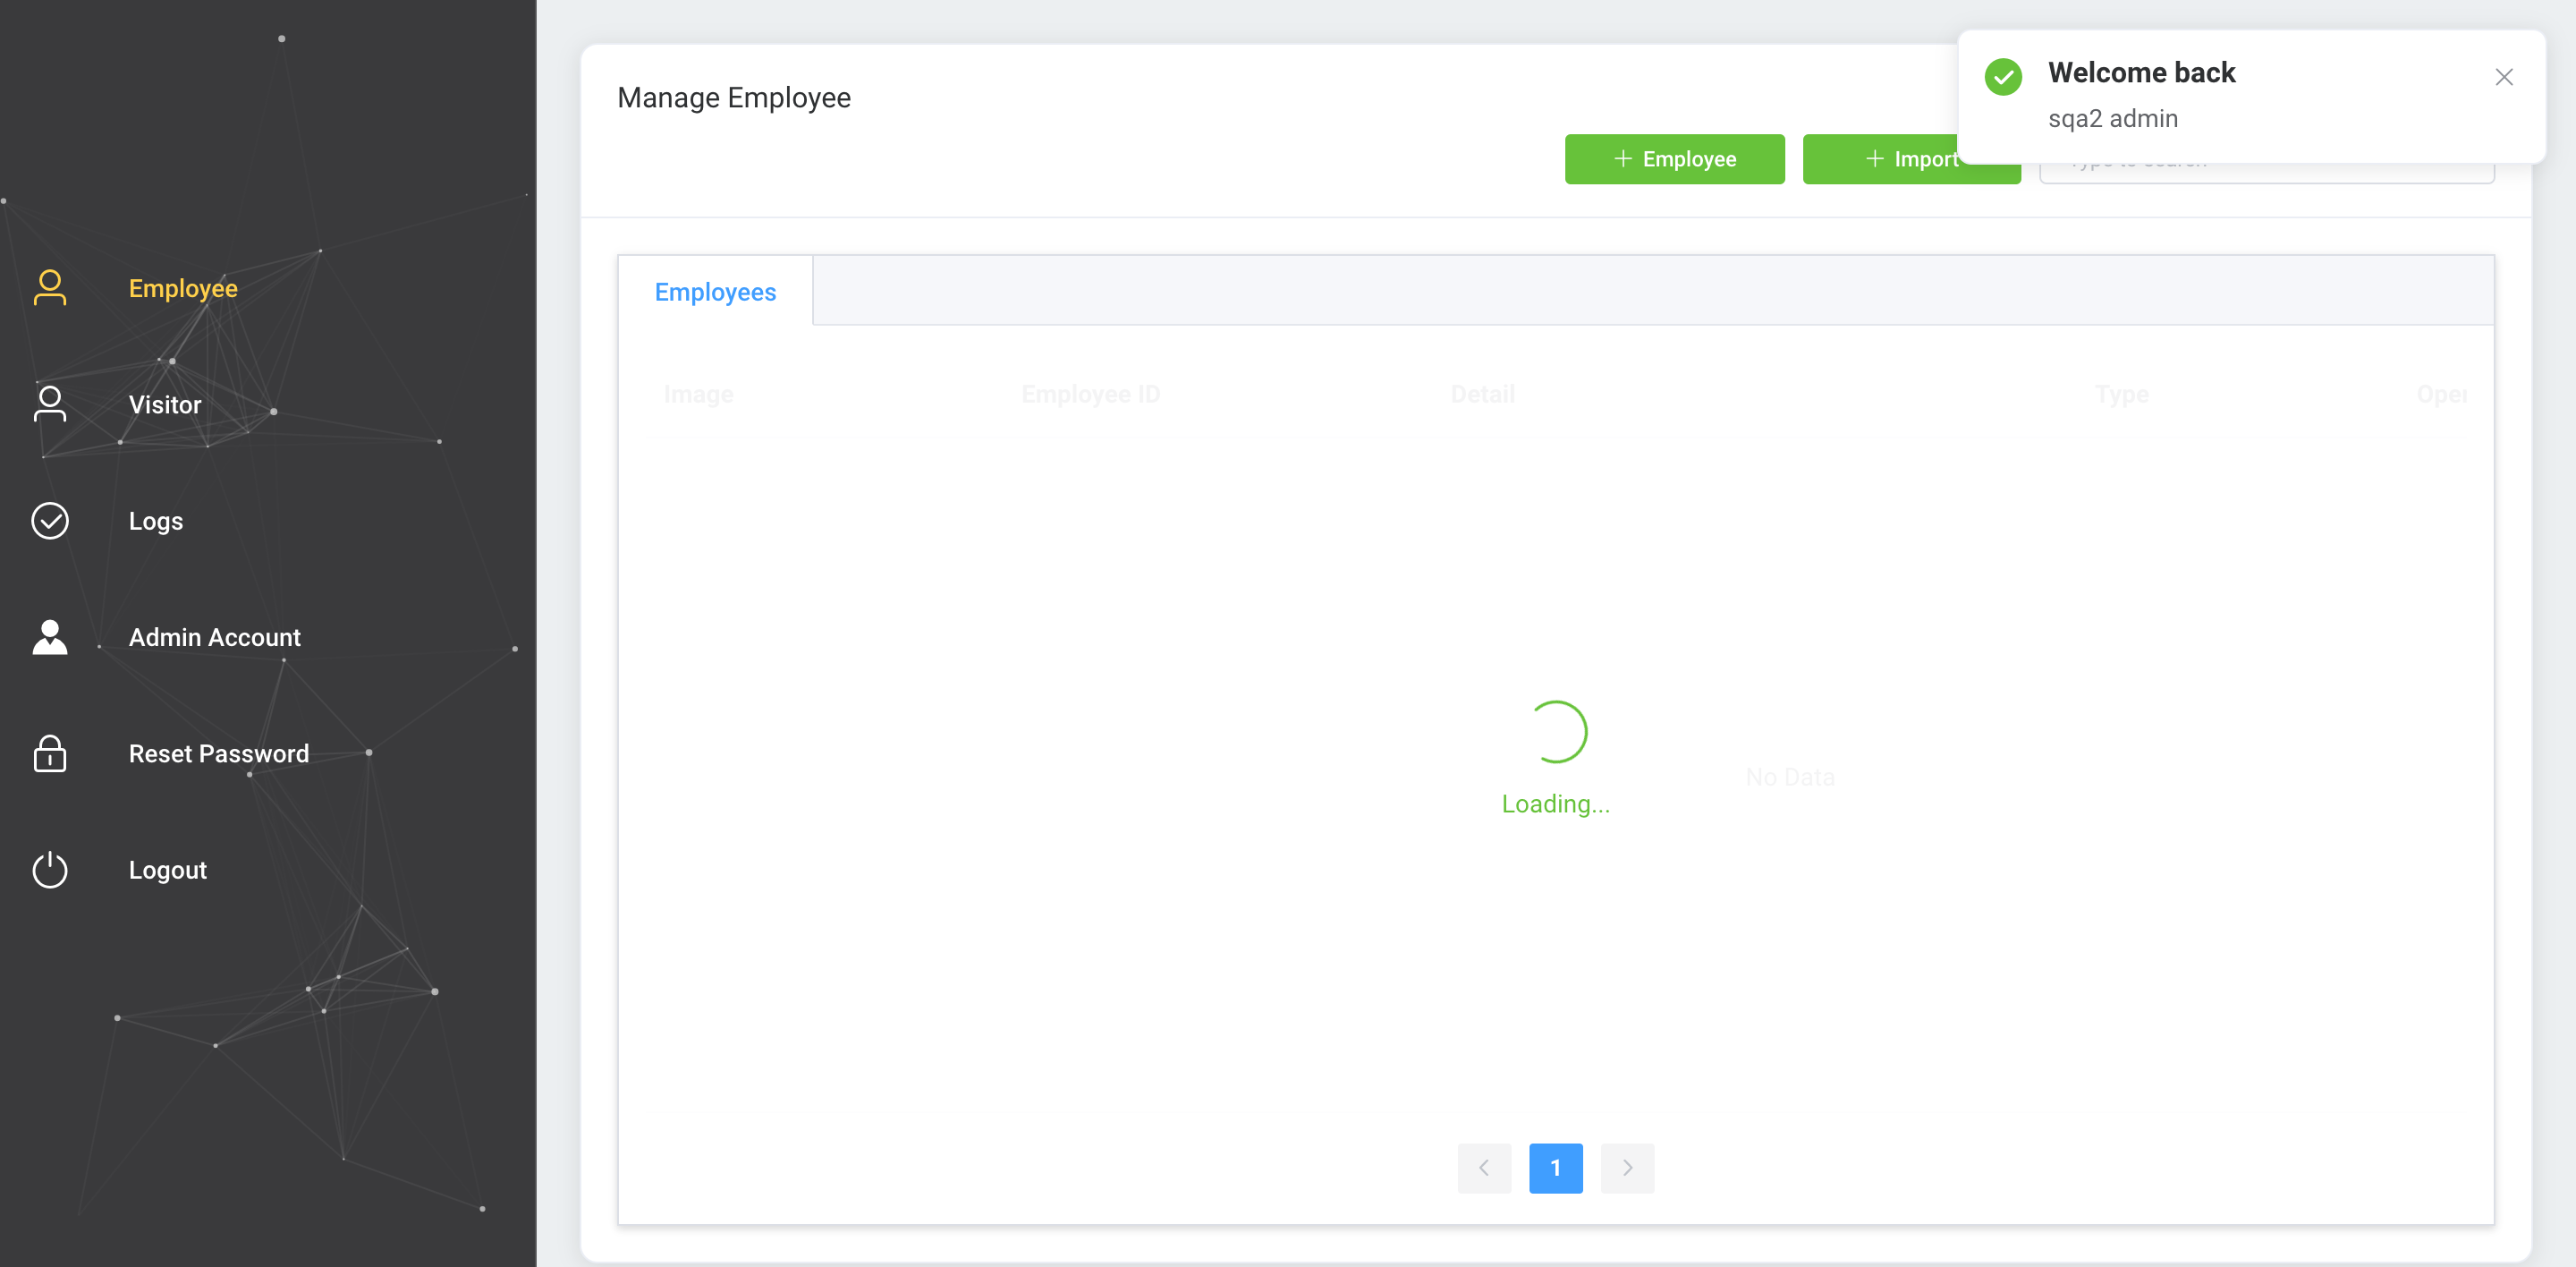 Employee
Visitor
Logs
Admin Account
Reset Password
Logout
Manage Employee
Welcome back
sqa2 admin
Employee
Import
Employees
Image
Employee ID
Detail
Type
Oper
Loading...
No Data
1